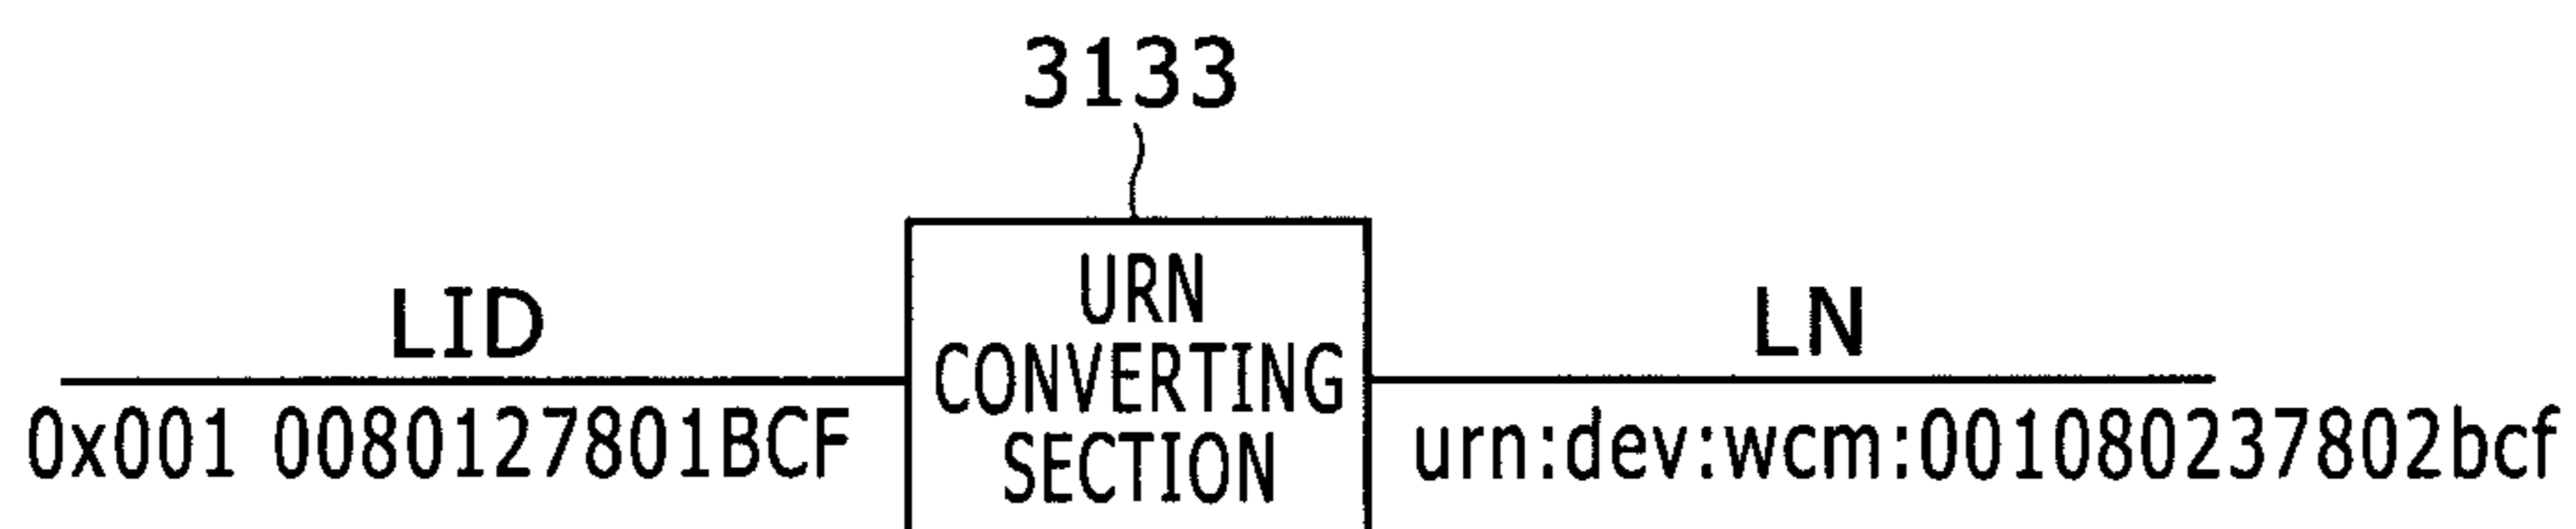 3133
LID
0x001 0080127801BCF
URN
CONVERTING
SECTION
LN
urn:dev:wcm:001080237802bcf